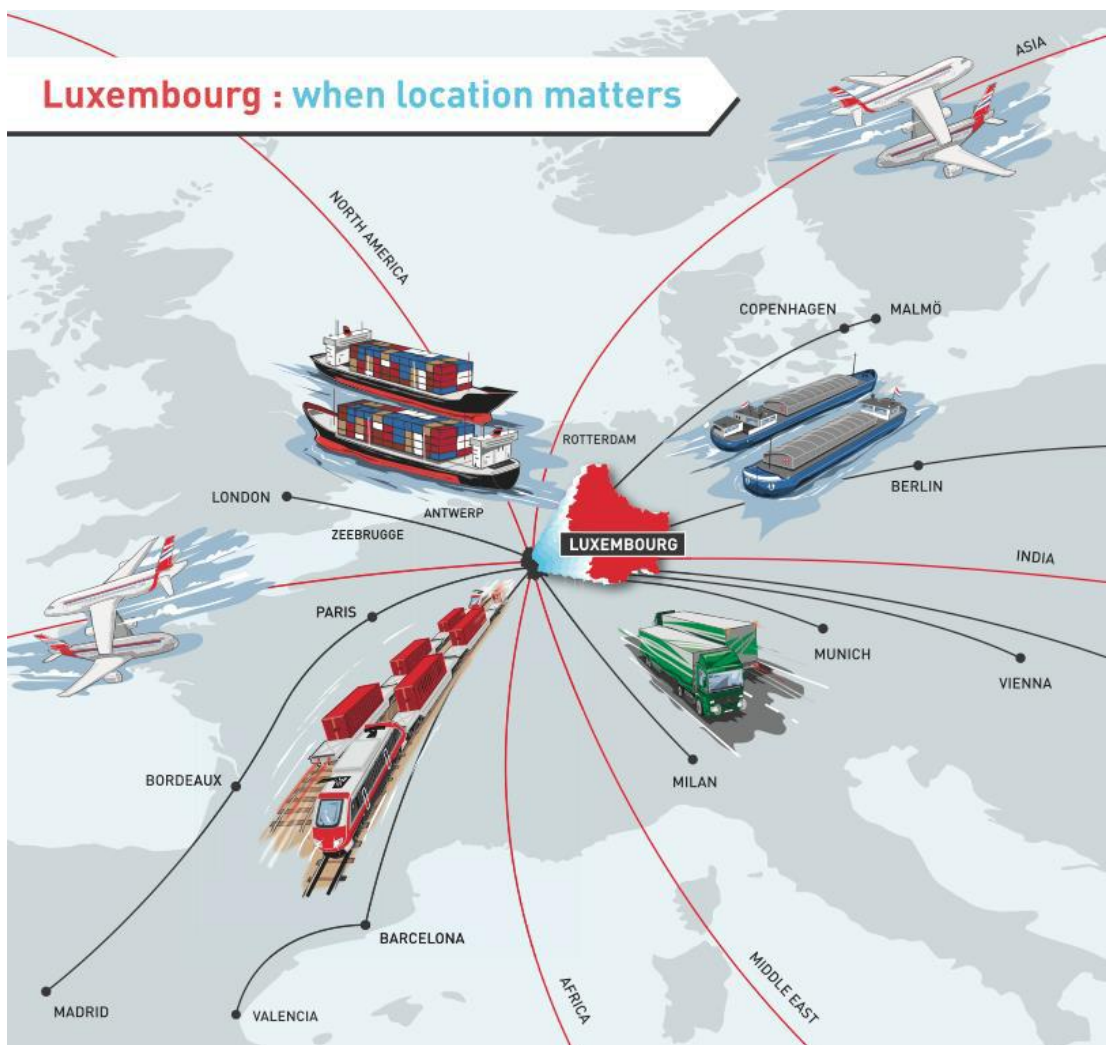 Luxembourg : when location matters
ASIA
NORTH AMERICA
COPENHAGEN
MALMÖ
ROTTERDAM
BERLIN
LONDON
ANTWERP
ZEEBRUGGE
LUXEMBOURG
INDIA
PARIS
MUNICH
VIENNA
BORDEAUX
MILAN
BARCELONA
MIDDLE EAST
AFRICA
MADRID
VALENCIA